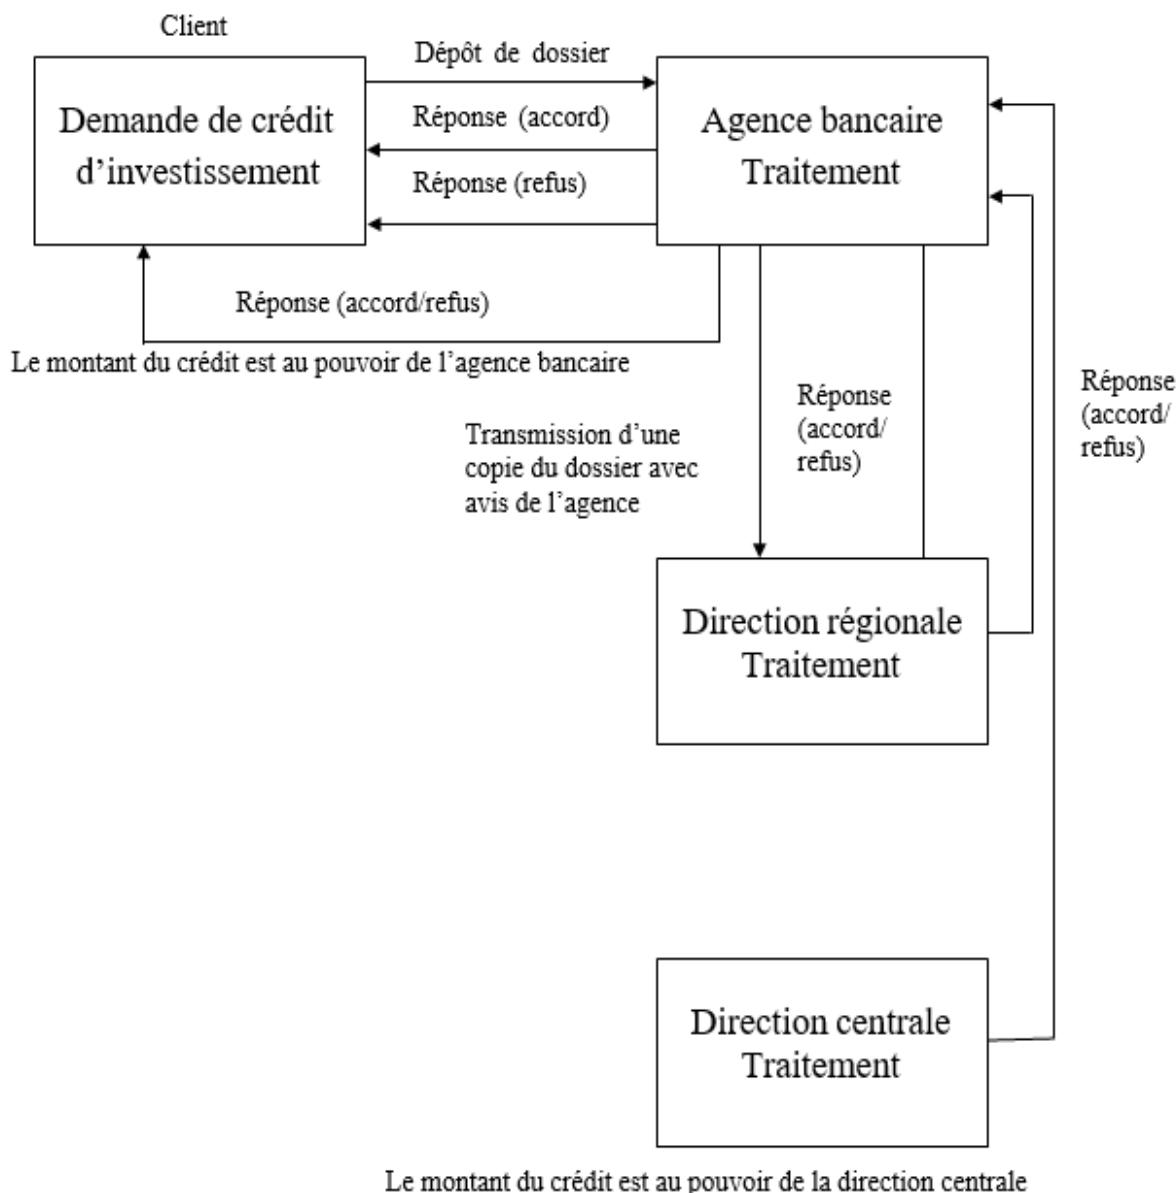 Client
Demande de crédit
d’investissement
Dépôt de dossier
Réponse (accord)
Réponse (refus)
Agence bancaire
Traitement
Réponse (accord/refus)
Le montant du crédit est au pouvoir de l’agence bancaire
Transmission d’une
copie du dossier avec
avis de l’agence
Réponse
(accord/
refus)
Réponse
(accord/
refus)
Direction régionale
Traitement
Direction centrale
Traitement
Le montant du crédit est au pouvoir de la direction centrale